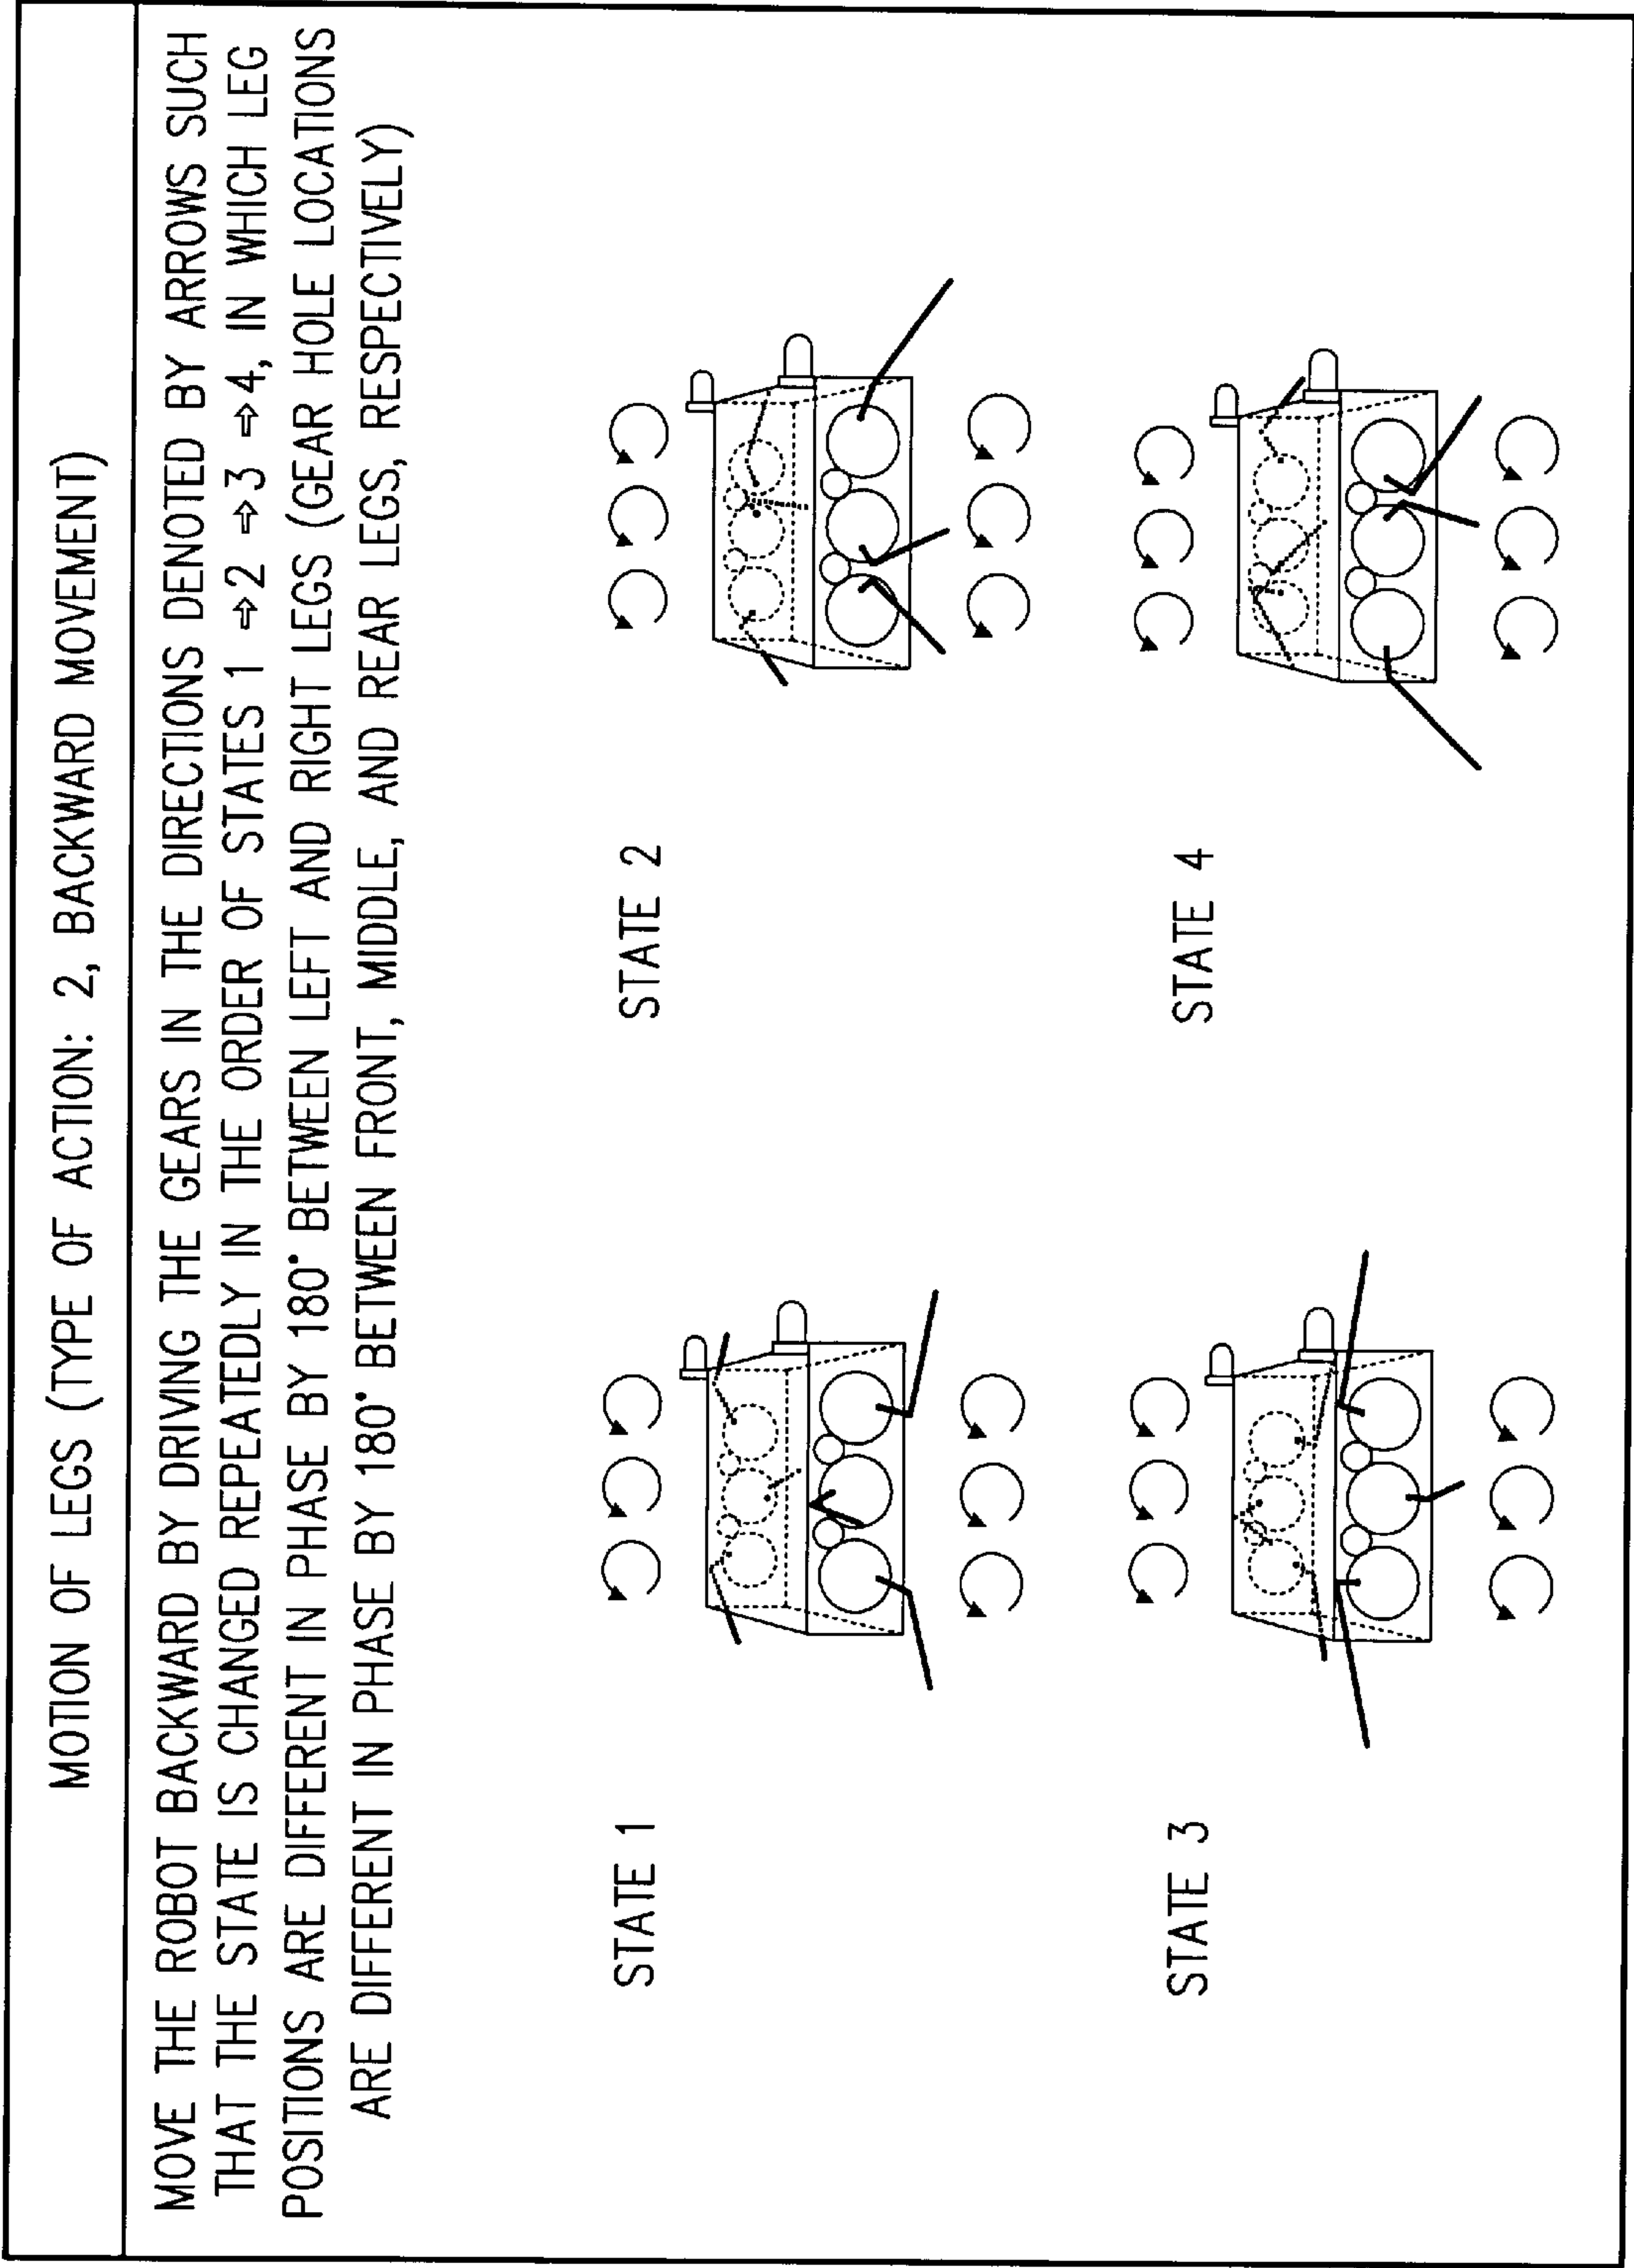 MOTION OF LEGS (TYPE OF ACTION: 2, BACKWARD MOVEMENT)
MOVE THE ROBOT BACKWARD BY DRIVING THE GEARS IN THE DIRECTIONS DENOTED BY ARROWS SUCH
THAT THE STATE IS CHANGED REPEATEDLY IN THE ORDER OF STATES 1 ⇨2 ⇨3 ⇨4, IN WHICH LEG
POSITIONS ARE DIFFERENT IN PHASE BY 180° BETWEEN LEFT AND RIGHT LEGS (GEAR HOLE LOCATIONS
ARE DIFFERENT IN PHASE BY 180° BETWEEN FRONT, MIDDLE, AND REAR LEGS, RESPECTIVELY)
STATE 1
STATE 2
STATE 3
STATE 4